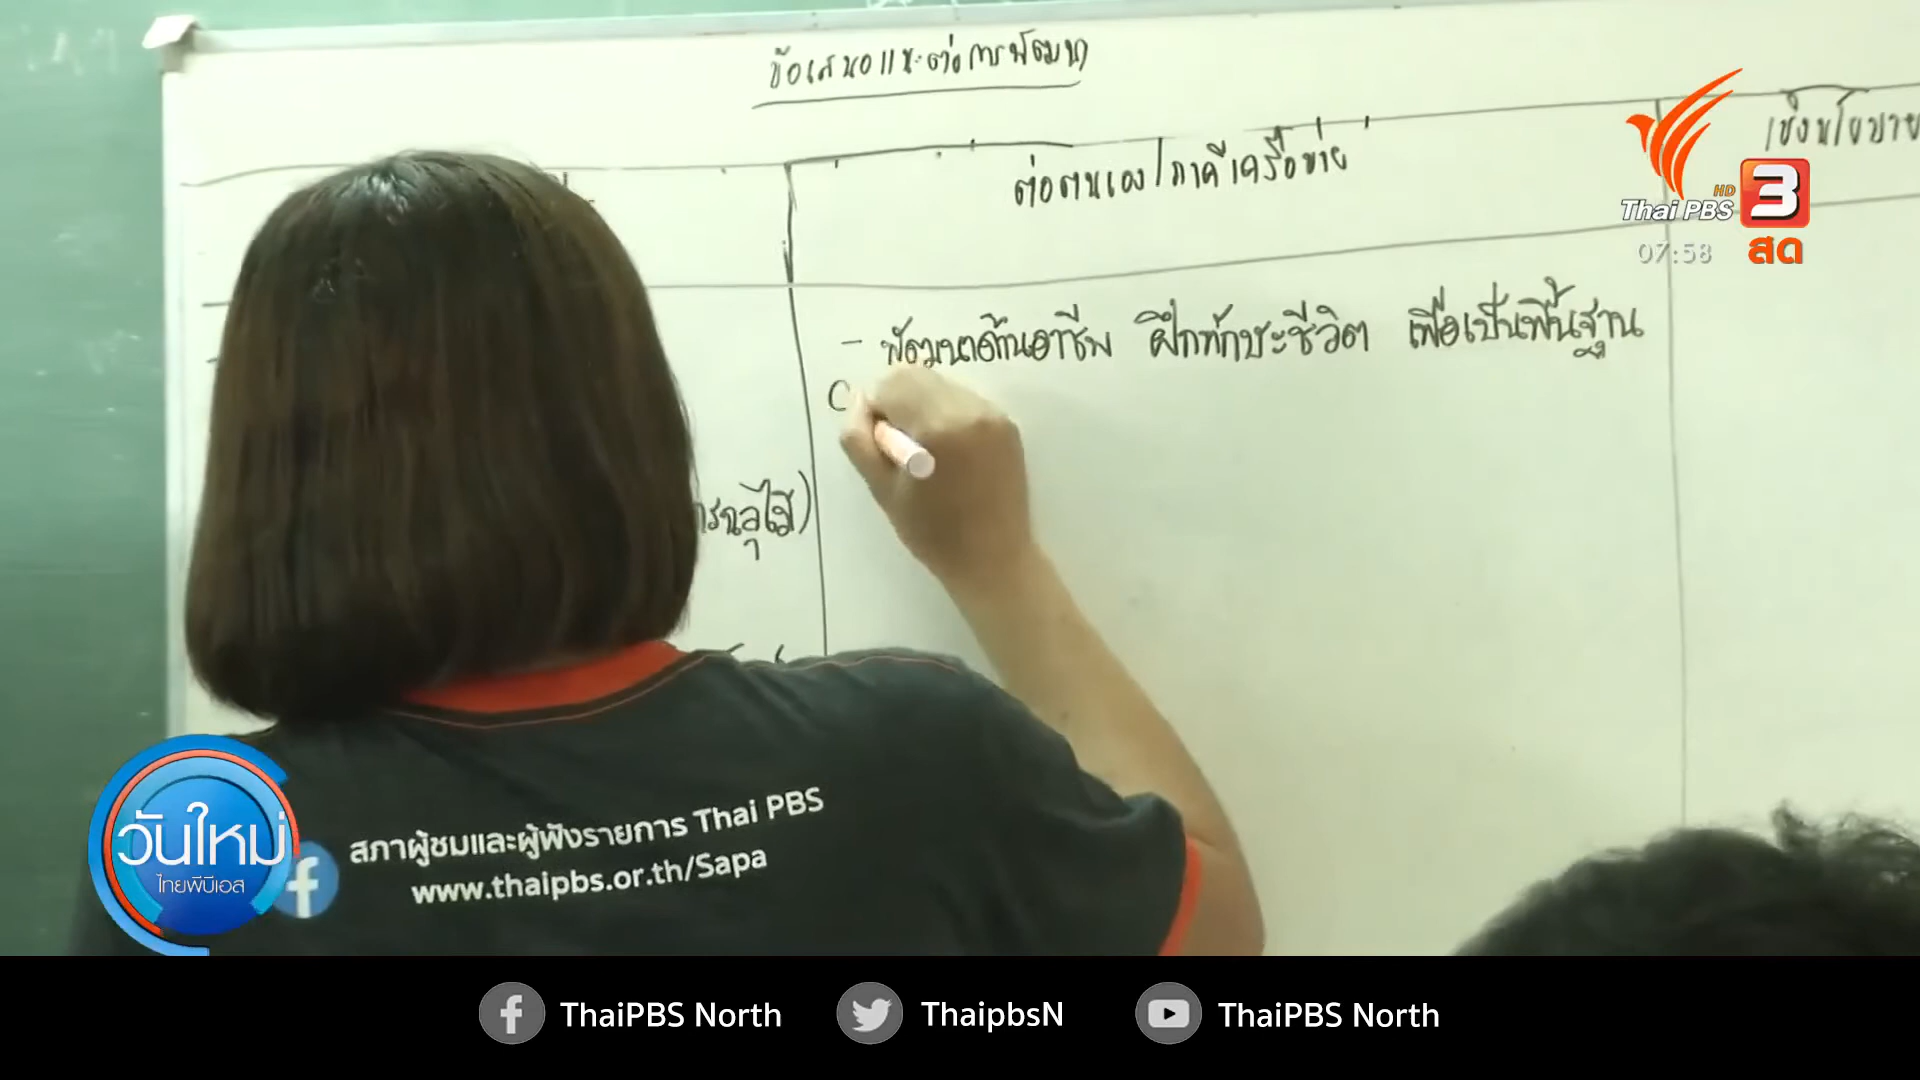 ข้อเสนอแนะต่อการพัฒนา
ต่อตนเอง/ภาคีเครือข่าย
เชิงนโยบาย
- พัฒนาด้านอาชีพ ฝึกทักษะชีวิต เพื่อเป็นพื้นฐาน
Thai PBS HD 3
07:58 สด
วันใหม่
ไทยพีบีเอส
สภาผู้ชมและผู้ฟังรายการ Thai PBS
www.thaipbs.or.th/Sapa
ThaiPBS North ThaipbsN ThaiPBS North